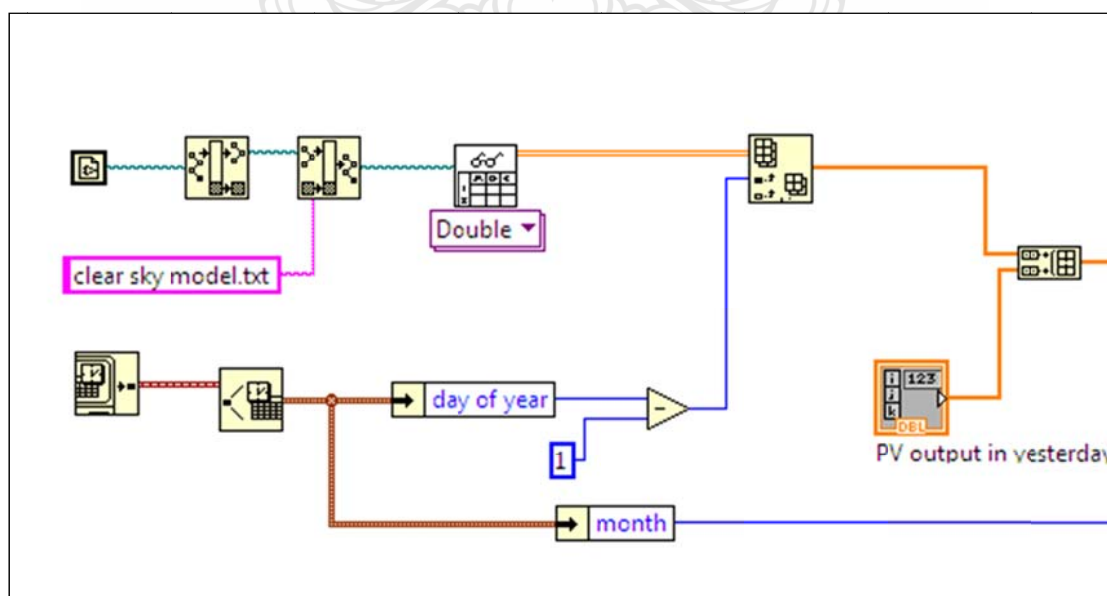 Double
clear sky model.txt
day of year
1
month
123
i
j
k
DBL
PV output in yesterday